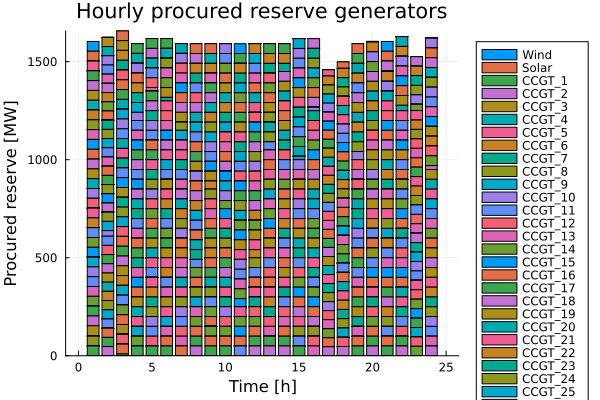 Hourly procured reserve generators
Procured reserve [MW]
1500
1000
500
0
0 5 10 15 20 25
Time [h]
Wind
Solar
CCGT_1
CCGT_2
CCGT_3
CCGT_4
CCGT_5
CCGT_6
CCGT_7
CCGT_8
CCGT_9
CCGT_10
CCGT_11
CCGT_12
CCGT_13
CCGT_14
CCGT_15
CCGT_16
CCGT_17
CCGT_18
CCGT_19
CCGT_20
CCGT_21
CCGT_22
CCGT_23
CCGT_24
CCGT_25